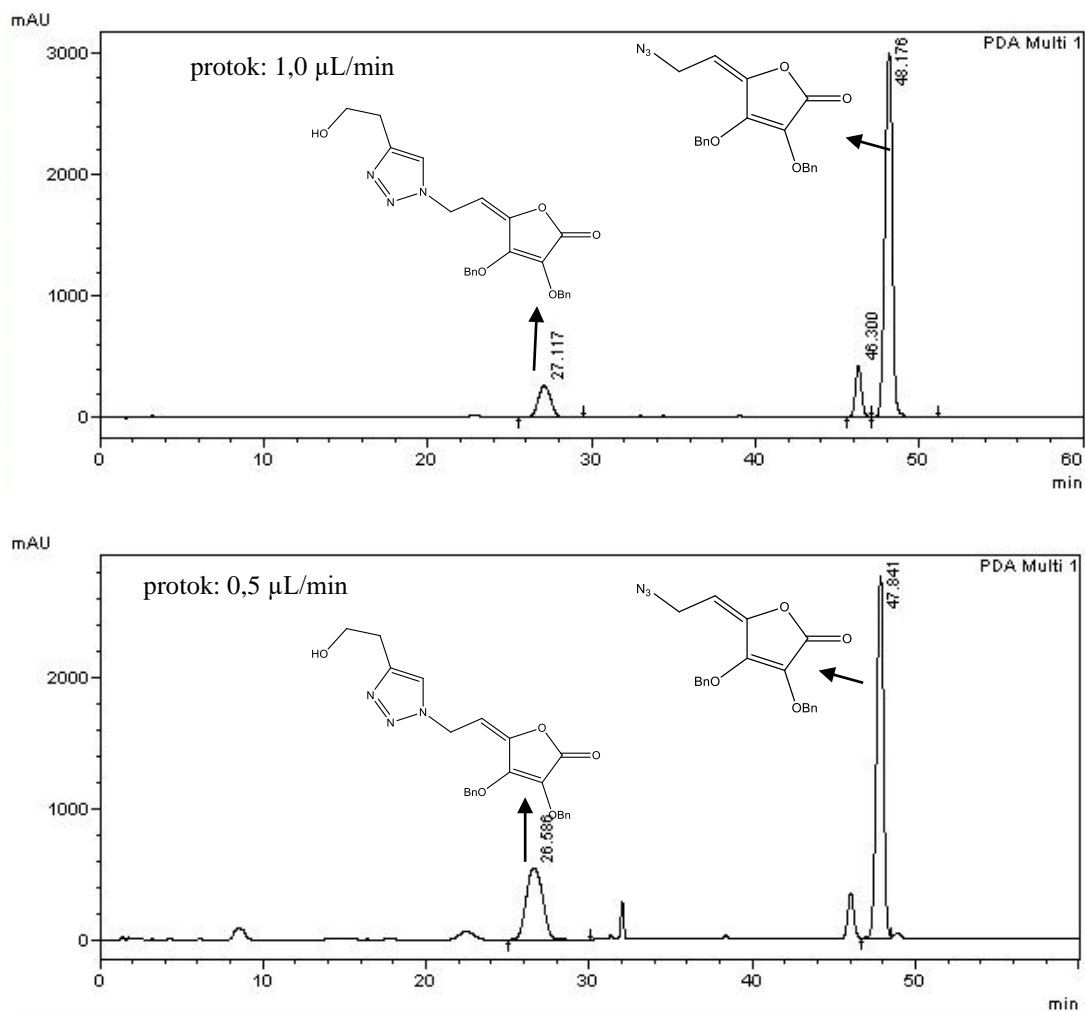 mAU
PDA Multi 1
3000
protok: 1,0 µL/min
N3
O
O
BnO
OBn
48.176
HO
2000
N
N
N
O
O
BnO
OBn
1000
27.117
46.300
0
0
10
20
30
40
50
60
min
mAU
PDA Multi 1
protok: 0,5 µL/min
N3
O
O
BnO
OBn
47.841
HO
2000
N
N
N
O
O
BnO
OBn
1000
26.586
0
0
10
20
30
40
50
min